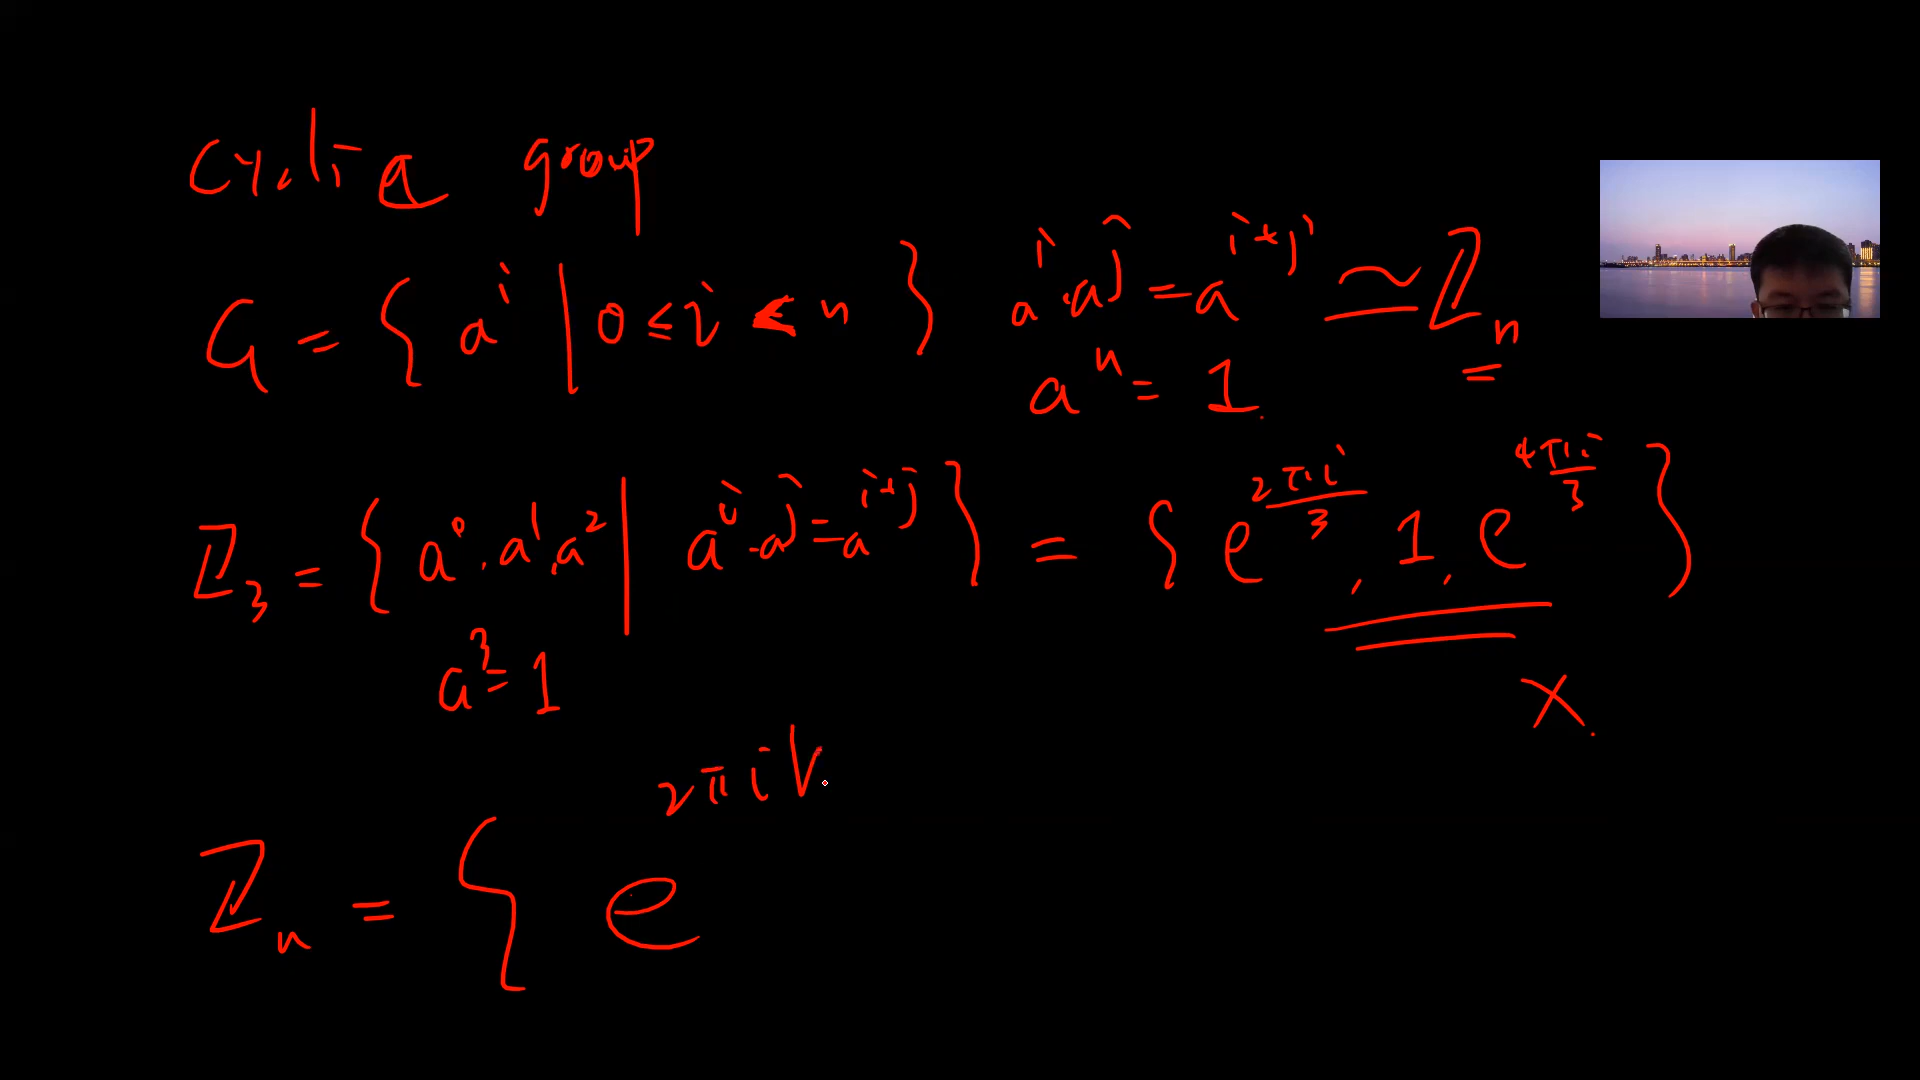 cyclic group
G = { a^i | 0 ≤ i < n } a^i · a^j = a^{i+j} ≃ ℤ_n
a^n = 1
ℤ_3 = { a^0, a^1, a^2 | a^i · a^j = a^{i+j} } = { e^{2πi/3}, 1, e^{4πi/3} }
a^3 = 1
x
ℤ_n = { e^{2πik